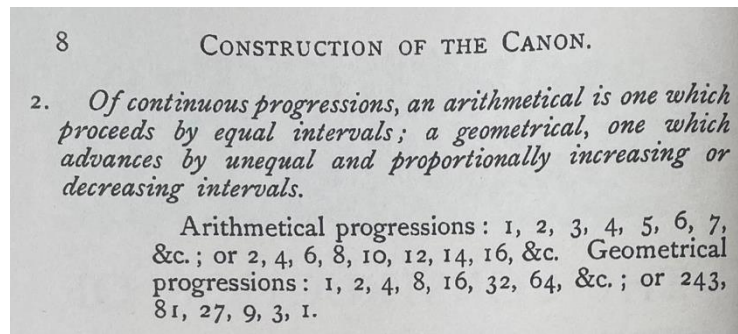 8 CONSTRUCTION OF THE CANON.
2. Of continuous progressions, an arithmetical is one which
proceeds by equal intervals; a geometrical, one which
advances by unequal and proportionally increasing or
decreasing intervals.
Arithmetical progressions: 1, 2, 3, 4, 5, 6, 7,
&c.; or 2, 4, 6, 8, 10, 12, 14, 16, &c. Geometrical
progressions: 1, 2, 4, 8, 16, 32, 64, &c.; or 243,
81, 27, 9, 3, 1.